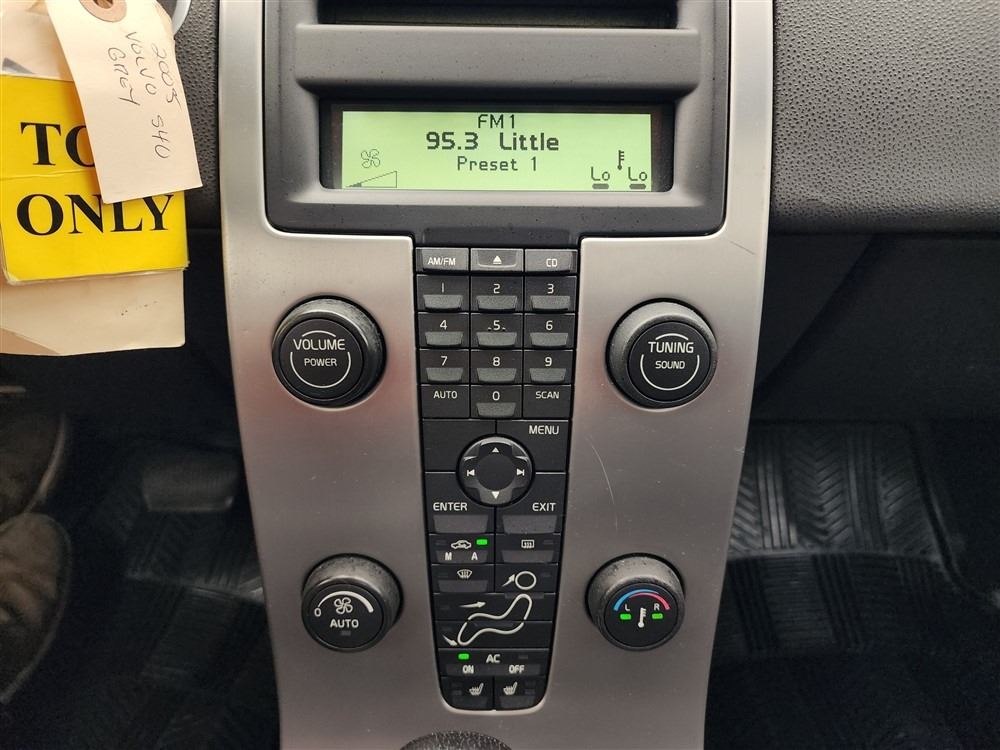 2005
VOLVO S40
GREY
TO
ONLY
FM1
95.3 Little
Preset 1
Lo Lo
AM/FM CD
1 2 3
4 5 6
7 8 9
AUTO 0 SCAN
VOLUME
POWER
TUNING
SOUND
MENU
ENTER EXIT
M A
0
AUTO
L R
AC
ON OFF